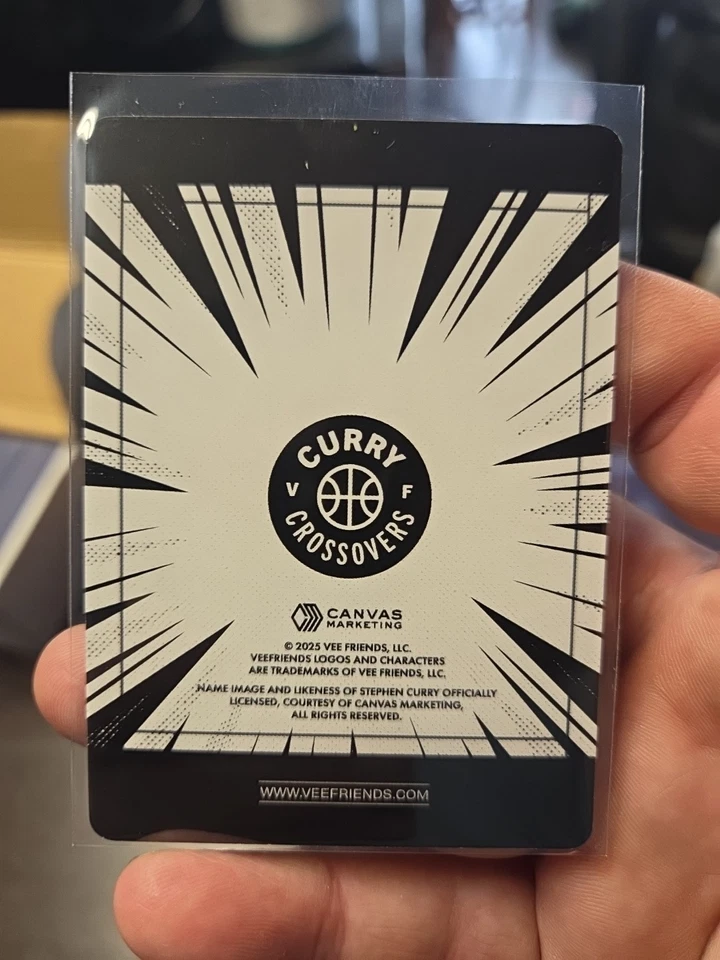 CURRY
V F
CROSSOVERS
CANVAS
MARKETING
© 2025 VEE FRIENDS, LLC.
VEEFRIENDS LOGOS AND CHARACTERS
ARE TRADEMARKS OF VEE FRIENDS, LLC.
NAME IMAGE AND LIKENESS OF STEPHEN CURRY OFFICIALLY
LICENSED, COURTESY OF CANVAS MARKETING,
ALL RIGHTS RESERVED.
WWW.VEEFRIENDS.COM